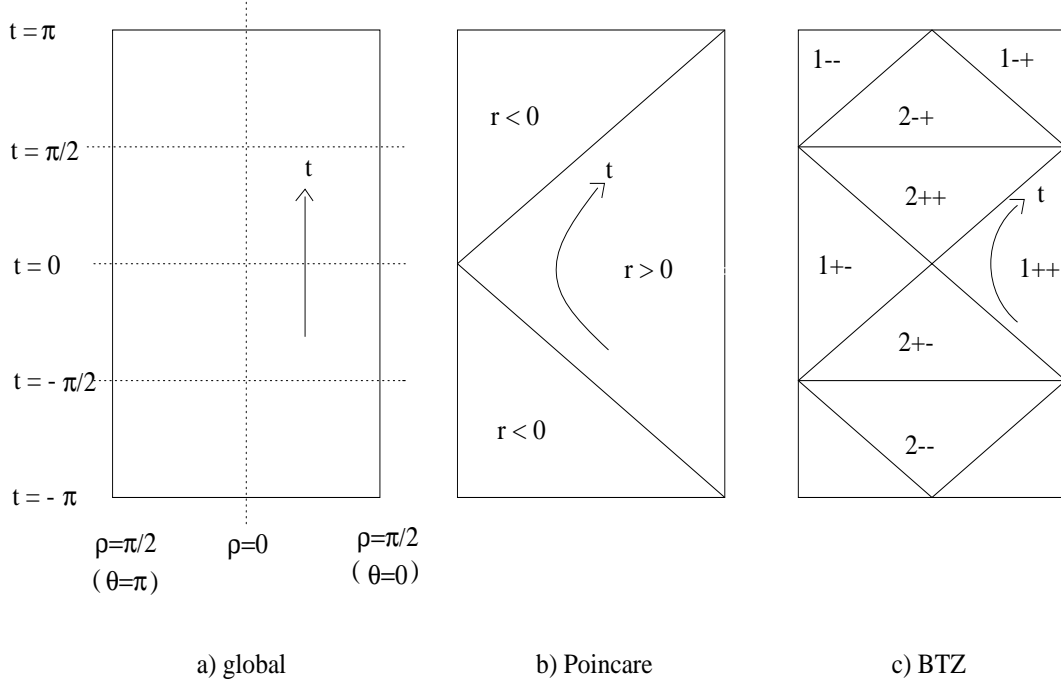 t = π
t = π/2
t = 0
t = - π/2
t = - π
t
ρ=π/2
(θ=π)
ρ=0
ρ=π/2
( θ=0)
a) global
r < 0
t
r > 0
r < 0
b) Poincare
1--
1-+
2-+
2++
t
1+-
1++
2+-
2--
c) BTZ